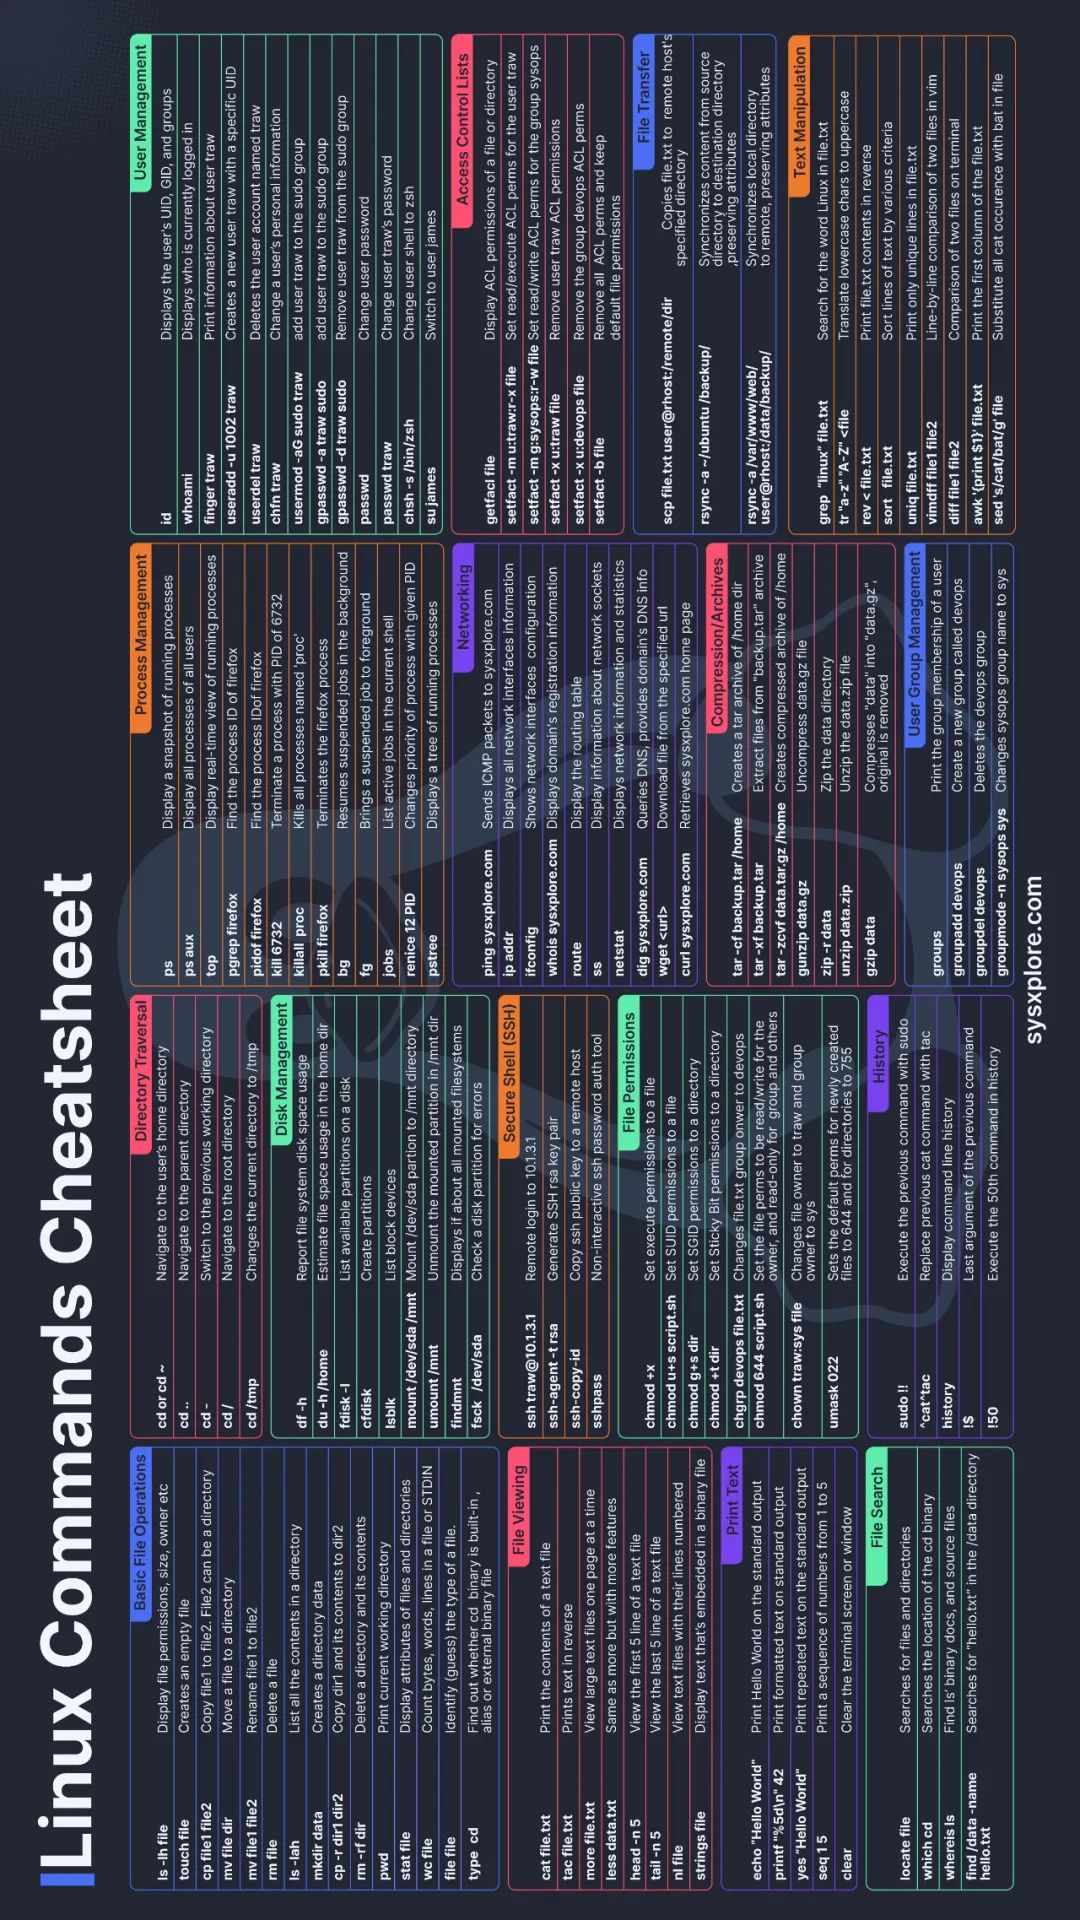 Linux Commands Cheatsheet
Basic File Operations
ls -lh file Display file permissions, size, owner etc
touch file Creates an empty file
cp file1 file2 Copy file1 to file2. File2 can be a directory
mv file dir Move a file to a directory
mv file1 file2 Rename file1 to file2
rm file Delete a file
ls -lah List all the contents in a directory
mkdir data Creates a directory data
cp -r dir1 dir2 Copy dir1 and its contents to dir2
rm -rf dir Delete a directory and its contents
pwd Print current working directory
stat file Display attributes of files and directories
wc file Count bytes, words, lines in a file or STDIN
file file Identify (guess) the type of a file.
type cd Find out whether cd binary is built-in ,
alias or external binary file
File Viewing
cat file.txt Print the contents of a text file
tac file.txt Prints text in reverse
more file.txt View large text files one page at a time
less data.txt Same as more but with more features
head -n 5 View the first 5 line of a text file
tail -n 5 View the last 5 line of a text file
nl file View text files with their lines numbered
strings file Display text that's embedded in a binary file
Print Text
echo “Hello World” Print Hello World on the standard output
printf "%5d\n" 42 Print formatted text on standard output
yes “Hello World” Print repeated text on the standard output
seq 1 5 Print a sequence of numbers from 1 to 5
clear Clear the terminal screen or window
File Search
locate file Searches for files and directories
which cd Searches the location of the cd binary
whereis ls Find ls’ binary docs, and source files
find /data -name Searches for “hello.txt” in the /data directory
hello.txt
Directory Traversal
cd or cd ~ Navigate to the user’s home directory
cd .. Navigate to the parent directory
cd - Switch to the previous working directory
cd / Navigate to the root directory
cd /tmp Changes the current directory to /tmp
Disk Management
df -h Report file system disk space usage
du -h /home Estimate file space usage in the home dir
fdisk -l List available partitions on a disk
cfdisk Create partitions
lsblk List block devices
mount /dev/sda /mnt Mount /dev/sda partion to /mnt directory
umount /mnt Unmount the mounted partition in /mnt dir
findmnt Displays if about all mounted filesystems
fsck /dev/sda Check a disk partition for errors
Secure Shell (SSH)
ssh traw@10.1.3.1 Remote login to 10.1.3.1
ssh-agent -t rsa Generate SSH rsa key pair
ssh-copy-id Copy ssh public key to a remote host
sshpass Non-interactive ssh password auth tool
File Permissions
chmod +x Set execute permissions to a file
chmod u+s script.sh Set SUID permissions to a file
chmod g+s dir Set SGID permissions to a directory
chmod +t dir Set Sticky Bit permissions to a directory
chgrp devops file.txt Changes file.txt group onwer to devops
chmod 644 script.sh Set the file perms to be read/write for the
owner, and read-only for group and others
chown traw:sys file Changes file owner to traw and group
owner to sys
umask 022 Sets the default perms for newly created
files to 644 and for directories to 755
History
sudo !! Execute the previous command with sudo
^cat^tac Replace previous cat command with tac
history Display command line history
!$ Last argument of the previous command
!50 Execute the 50th command in history
Process Management
ps Display a snapshot of running processes
ps aux Display all processes of all users
top Display real-time view of running processes
pgrep firefox Find the process ID of firefox
pidof firefox Find the process IDof firefox
kill 6732 Terminate a process with PID of 6732
killall proc Kills all processes named 'proc'
pkill firefox Terminates the firefox process
bg Resumes suspended jobs in the background
fg Brings a suspended job to foreground
jobs List active jobs in the current shell
renice 12 PID Changes priority of process with given PID
pstree Displays a tree of running processes
Networking
ping sysxplore.com Sends ICMP packets to sysxplore.com
ip addr Displays all network interfaces information
ifconfig Shows network interfaces configuration
whois sysxplore.com Displays domain's registration information
route Display the routing table
ss Display information about network sockets
netstat Displays network information and statistics
dig sysxplore.com Queries DNS, provides domain's DNS info
wget <url> Download file from the specified url
curl sysxplore.com Retrieves sysxplore.com home page
Compression/Archives
tar -cf backup.tar /home Creates a tar archive of /home dir
tar -xf backup.tar Extract files from "backup.tar" archive
tar -zcvf data.tar.gz /home Creates compressed archive of /home
gunzip data.gz Uncompress data.gz file
zip -r data Zip the data directory
unzip data.zip Unzip the data.zip file
gzip data Compresses "data" into "data.gz",
original is removed
User Group Management
groups Print the group membership of a user
groupadd devops Create a new group called devops
groupdel devops Deletes the devops group
groupmode -n sysops sys Changes sysops group name to sys
User Management
id Displays the user's UID, GID, and groups
whoami Displays who is currently logged in
finger traw Print information about user traw
useradd -u 1002 traw Creates a new user traw with a specific UID
userdel traw Deletes the user account named traw
chfn traw Change a user’s personal information
usermod -aG sudo traw add user traw to the sudo group
gpasswd -a traw sudo add user traw to the sudo group
gpasswd -d traw sudo Remove user traw from the sudo group
passwd Change user password
passwd traw Change user traw’s password
chsh -s /bin/zsh Change user shell to zsh
su james Switch to user james
Access Control Lists
getfacl file Display ACL permissions of a file or directory
setfact -m u:traw:r-x file Set read/execute ACL perms for the user traw
setfact -m g:sysops:r-w file Set read/write ACL perms for the group sysops
setfact -x u:traw file Remove user traw ACL permissions
setfact -x u:devops file Remove the group devops ACL perms
setfact -b file Remove all ACL perms and keep
default file permissions
File Transfer
scp file.txt user@rhost:/remote/dir Copies file.txt to remote host's
specified directory
rsync -a ~/ubuntu /backup/ Synchronizes content from source
directory to destination directory
,preserving attributes
rsync -a /var/www/web/ Synchronizes local directory
user@rhost:/data/backup/ to remote, preserving attributes
Text Manipulation
grep “linux” file.txt Search for the word Linux in file.txt
tr "a-z" "A-Z" <file Translate lowercase chars to uppercase
rev < file.txt Print file.txt contents in reverse
sort file.txt Sort lines of text by various criteria
uniq file.txt Print only unique lines in file.txt
vimdff file1 file2 Line-by-line comparison of two files in vim
diff file1 file2 Comparison of two files on terminal
awk '{print $1}' file.txt Print the first column of the file.txt
sed 's/cat/bat/g' file Substitute all cat occurence with bat in file
sysxplore.com